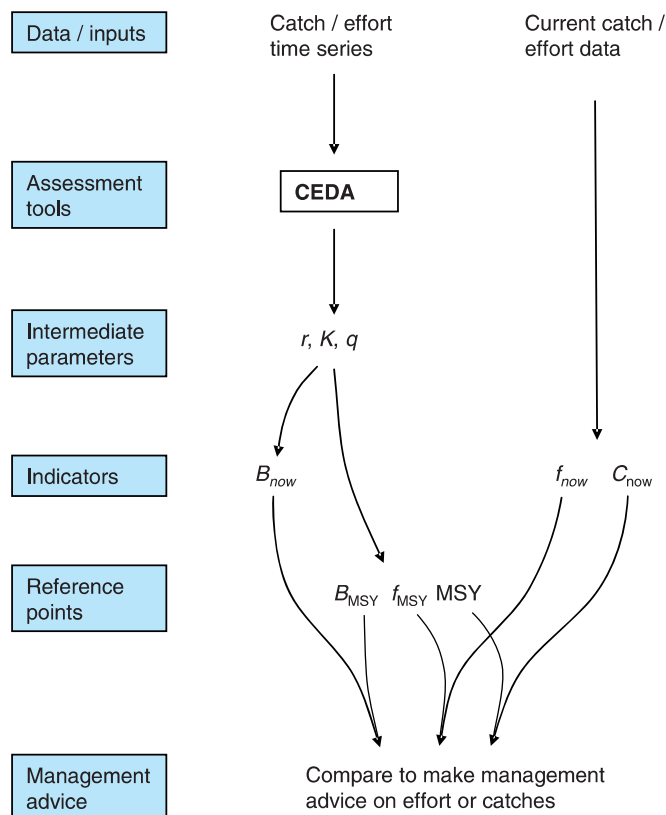 Data / inputs
Catch / effort
time series
Current catch /
effort data
Assessment
tools
CEDA
Intermediate
parameters
r, K, q
Indicators
Bnow
fnow
Cnow
Reference
points
BMSY fMSY MSY
Management
advice
Compare to make management
advice on effort or catches